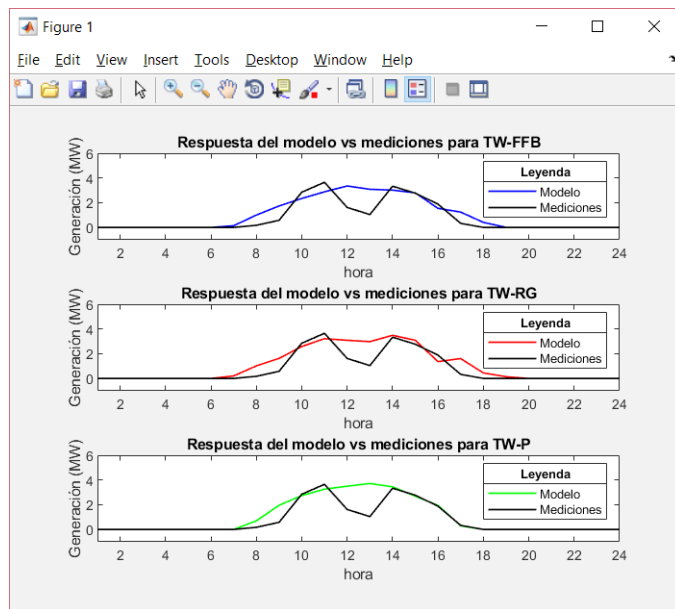 Figure 1
File Edit View Insert Tools Desktop Window Help
Respuesta del modelo vs mediciones para TW-FFB
Generación (MW)
6
4
2
0
Leyenda
Modelo
Mediciones
2 4 6 8 10 12 14 16 18 20 22 24
hora
Respuesta del modelo vs mediciones para TW-RG
Generación (MW)
6
4
2
0
Leyenda
Modelo
Mediciones
2 4 6 8 10 12 14 16 18 20 22 24
hora
Respuesta del modelo vs mediciones para TW-P
Generación (MW)
6
4
2
0
Leyenda
Modelo
Mediciones
2 4 6 8 10 12 14 16 18 20 22 24
hora